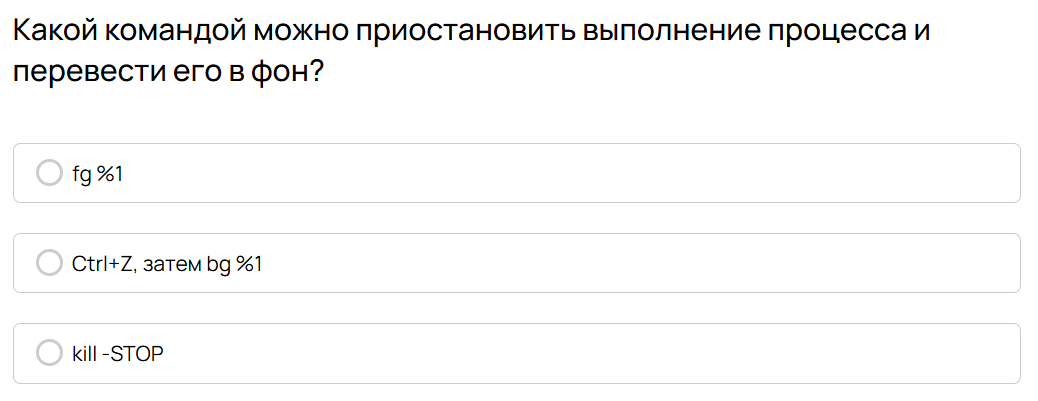 Какой командой можно приостановить выполнение процесса и
перевести его в фон?
fg %1
Ctrl+Z, затем bg %1
kill -STOP